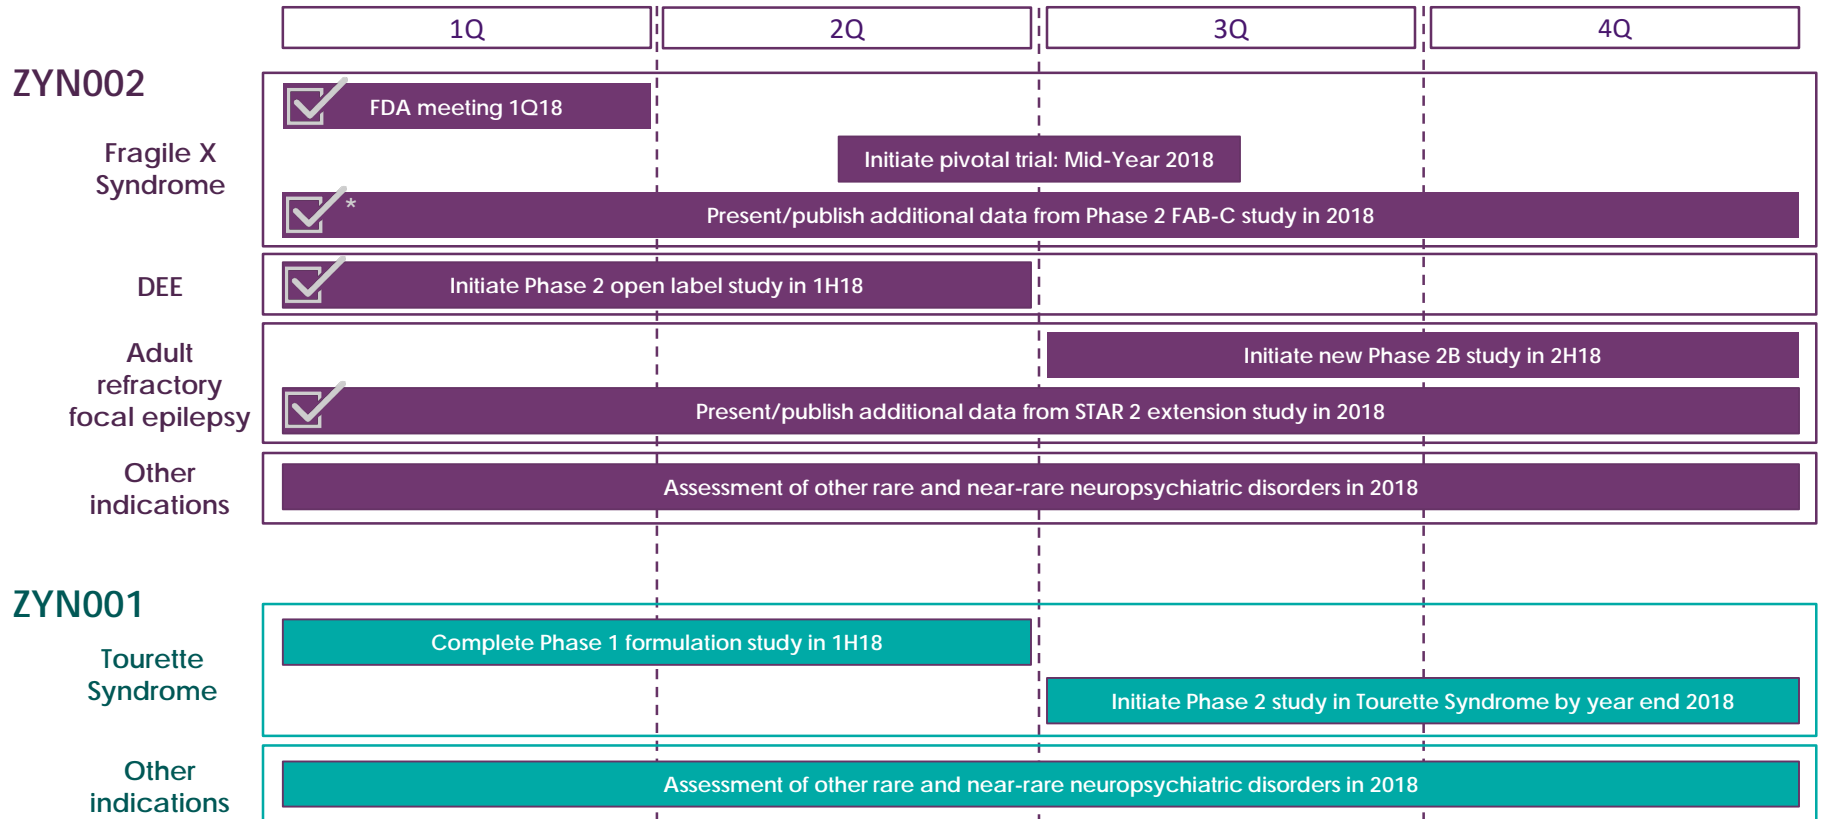 1Q
2Q
3Q
4Q
ZYN002
FDA meeting 1Q18
Fragile X
Syndrome
Initiate pivotal trial: Mid-Year 2018
*
Present/publish additional data from Phase 2 FAB-C study in 2018
DEE
Initiate Phase 2 open label study in 1H18
Adult
refractory
focal epilepsy
Initiate new Phase 2B study in 2H18
Present/publish additional data from STAR 2 extension study in 2018
Other
indications
Assessment of other rare and near-rare neuropsychiatric disorders in 2018
ZYN001
Tourette
Syndrome
Complete Phase 1 formulation study in 1H18
Initiate Phase 2 study in Tourette Syndrome by year end 2018
Other
indications
Assessment of other rare and near-rare neuropsychiatric disorders in 2018